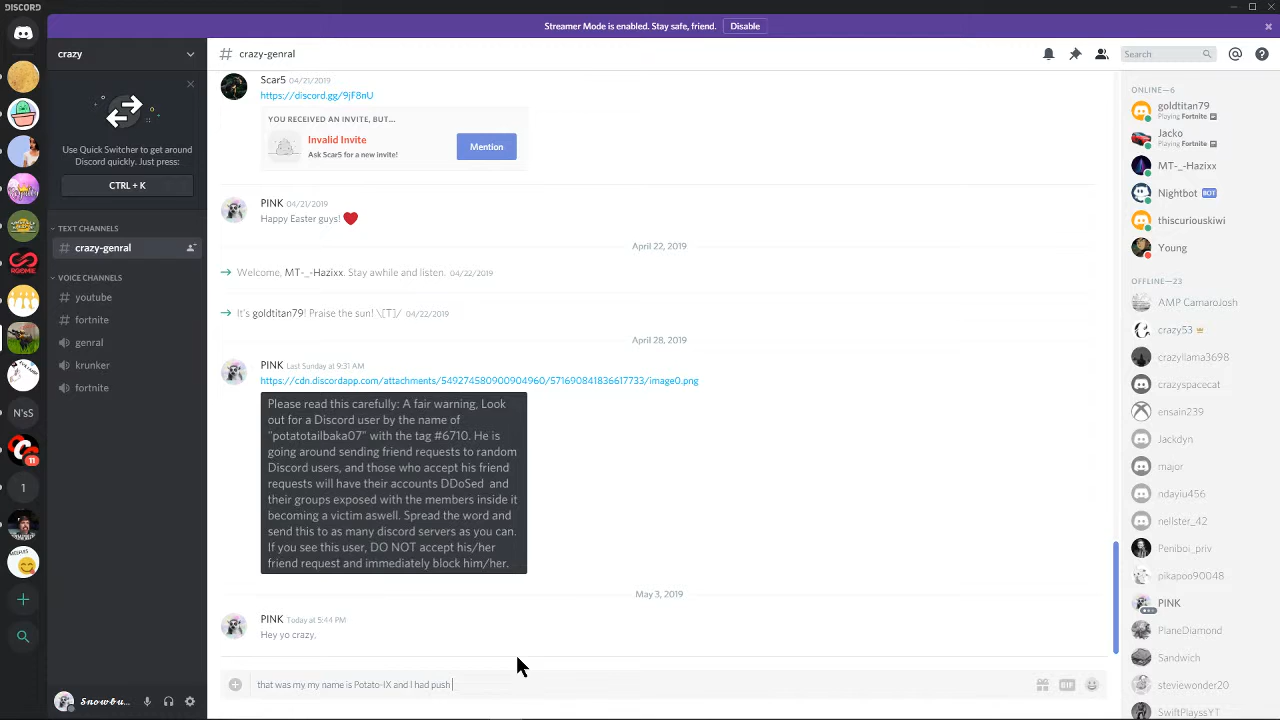 DISCORD
Streamer Mode is enabled. Stay safe, friend.
Disable
crazy
Use Quick Switcher to get around
Discord quickly. Just press:
CTRL + K
TEXT CHANNELS
# crazy-genral
VOICE CHANNELS
# youtube
# fortnite
genral
krunker
fortnite
N'sS
1
Snowbu...
# crazy-genral
Search
Scar5 04/21/2019
https://discord.gg/9jF8nU
YOU RECEIVED AN INVITE, BUT...
Invalid Invite
Ask Scar5 for a new invite!
Mention
PINK 04/21/2019
Happy Easter guys!
April 22, 2019
Welcome, MT-_-Hazixx. Stay awhile and listen. 04/22/2019
It's goldtitan79! Praise the sun! \[T]/ 04/22/2019
April 28, 2019
PINK Last Sunday at 9:31 AM
https://cdn.discordapp.com/attachments/549274580900904960/571690841836617733/image0.png
Please read this carefully: A fair warning, Look
out for a Discord user by the name of
"potatotailbaka07" with the tag #6710. He is
going around sending friend requests to random
Discord users, and those who accept his friend
requests will have their accounts DDoSed and
their groups exposed with the members inside it
becoming a victim aswell. Spread the word and
send this to as many discord servers as you can.
If you see this user, DO NOT accept his/her
friend request and immediately block him/her.
May 3, 2019
PINK Today at 5:44 PM
Hey yo crazy,
that was my my name is Potato-IX and I had push
GIF
ONLINE—6
goldtitan79
Playing Fortnite
Jacko
Playing Fortnite
MT-_-Hazixx
Nightbot BOT
thiscuriouskiwi
Young
OFFLINE—23
AMP CamaroJosh
crazy53
crazyllama3698
crazyspacecat
ensain239
Jackdyn
major
ndayiu456
nellster_42
Peniboi_priv
pikapoo90048
PINK
PlaneDiamond
Sandwich
steviewonder20
SwiftPlayssYT